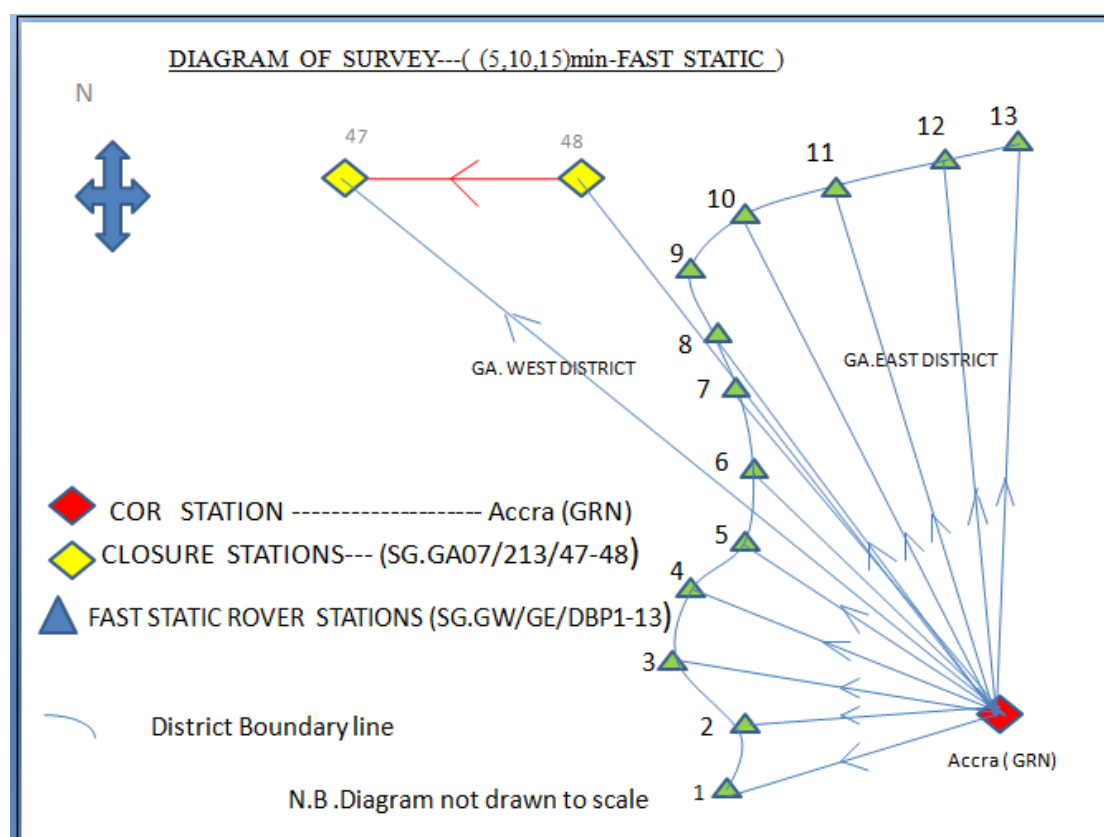 DIAGRAM OF SURVEY---( (5,10,15)min-FAST STATIC )
N
47
48
13
12
11
10
9
8
GA. WEST DISTRICT
GA.EAST DISTRICT
7
6
COR STATION -------------------- Accra (GRN)
5
CLOSURE STATIONS--- (SG.GA07/213/47-48)
4
FAST STATIC ROVER STATIONS (SG.GW/GE/DBP1-13)
3
District Boundary line
2
Accra ( GRN)
1
N.B .Diagram not drawn to scale